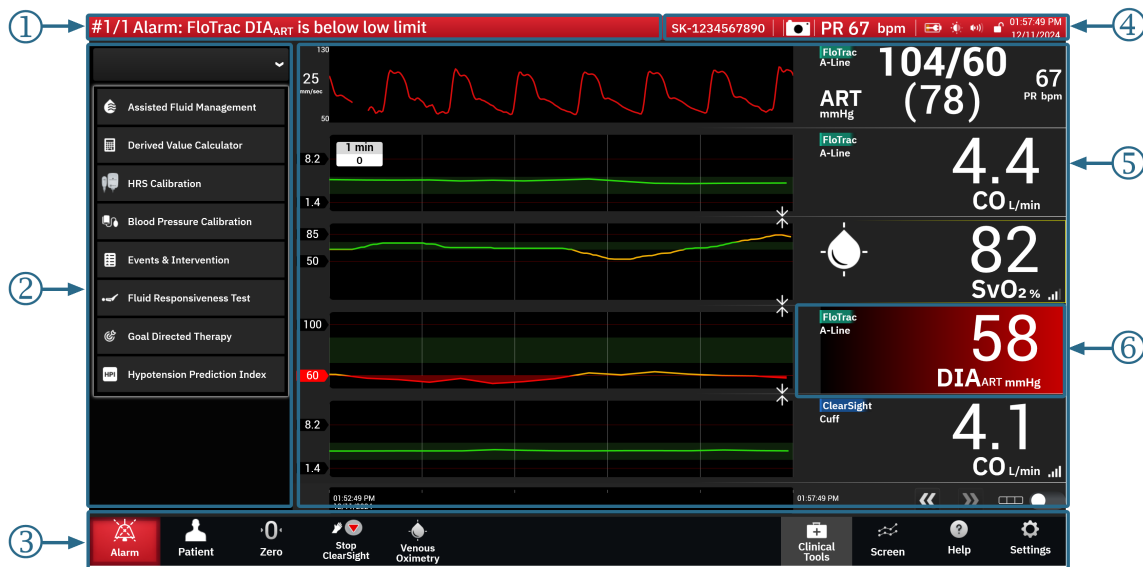 ①
#1/1 Alarm: FloTrac DIAART is below low limit
SK-1234567890
PR 67 bpm
01:57:49 PM
12/11/2024
④
②
Assisted Fluid Management
Derived Value Calculator
HRS Calibration
Blood Pressure Calibration
Events & Intervention
Fluid Responsiveness Test
Goal Directed Therapy
HPI Hypotension Prediction Index
130
25
mm/sec
50
FloTrac
A-Line
104/60
ART
mmHg
(78)
67
PR bpm
⑤
8.2
1 min
0
1.4
FloTrac
A-Line
4.4
CO L/min
85
50
82
SvO2 %
100
60
FloTrac
A-Line
58
DIAART mmHg
⑥
8.2
1.4
ClearSight
Cuff
4.1
CO L/min
01:52:49 PM
12/11/2024
01:57:49 PM
③
Alarm
Patient
0
Zero
Stop
ClearSight
Venous
Oximetry
Clinical
Tools
Screen
?
Help
Settings